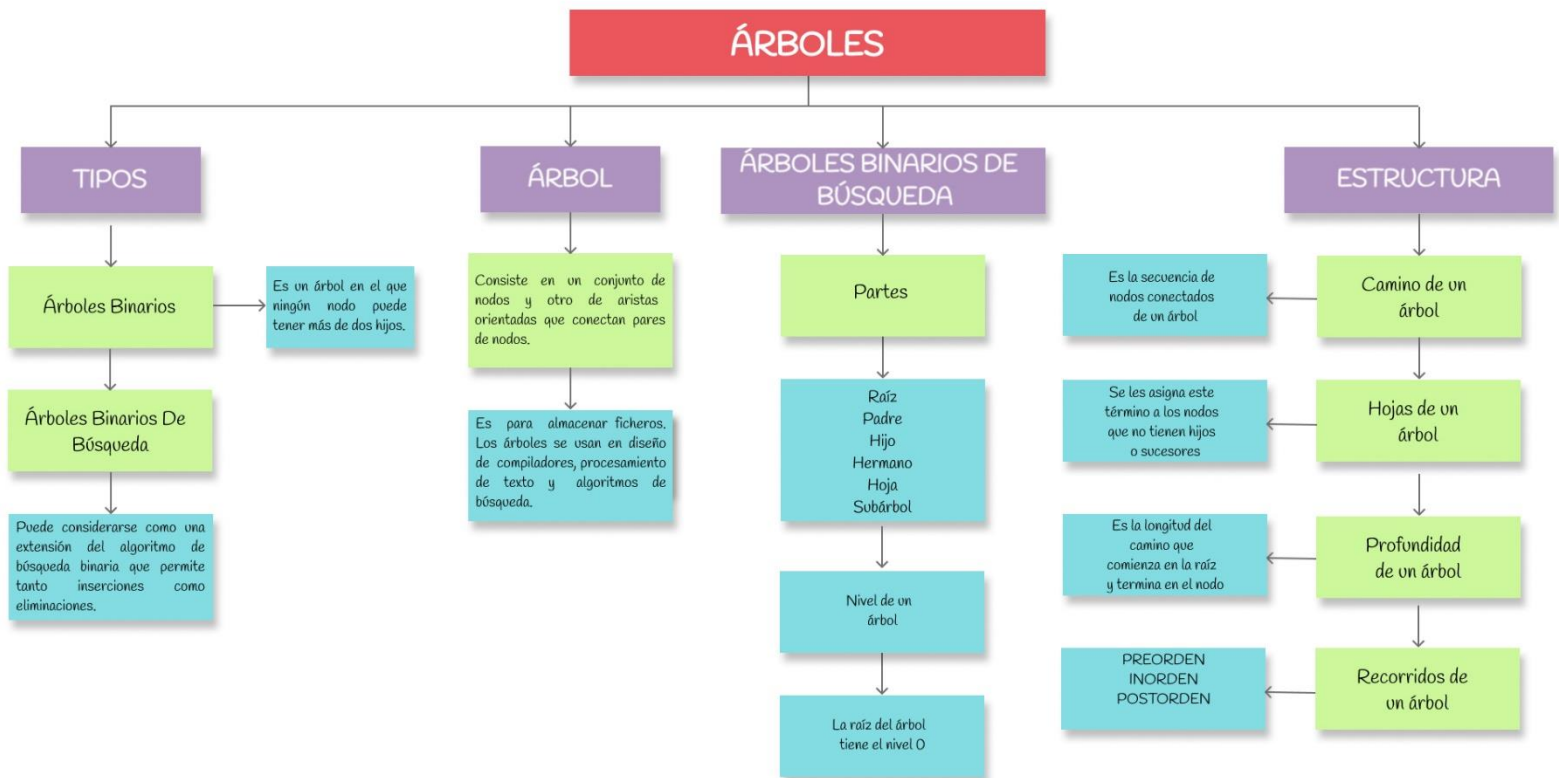 ÁRBOLES
TIPOS
Árboles Binarios
Es un árbol en el que
ningún nodo puede
tener más de dos hijos.
Árboles Binarios De
Búsqueda
Puede considerarse como una
extensión del algoritmo de
búsqueda binaria que permite
tanto inserciones como
eliminaciones.
ÁRBOL
Consiste en un conjunto de
nodos y otro de aristas
orientadas que conectan pares
de nodos.
Es para almacenar ficheros.
Los árboles se usan en diseño
de compiladores, procesamiento
de texto y algoritmos de
búsqueda.
ÁRBOLES BINARIOS DE
BÚSQUEDA
Partes
Raíz
Padre
Hijo
Hermano
Hoja
Subárbol
Nivel de un
árbol
La raíz del árbol
tiene el nivel 0
ESTRUCTURA
Camino de un
árbol
Es la secuencia de
nodos conectados
de un árbol
Hojas de un
árbol
Se les asigna este
término a los nodos
que no tienen hijos
o sucesores
Profundidad
de un árbol
Es la longitud del
camino que
comienza en la raíz
y termina en el nodo
Recorridos de
un árbol
PREORDEN
INORDEN
POSTORDEN